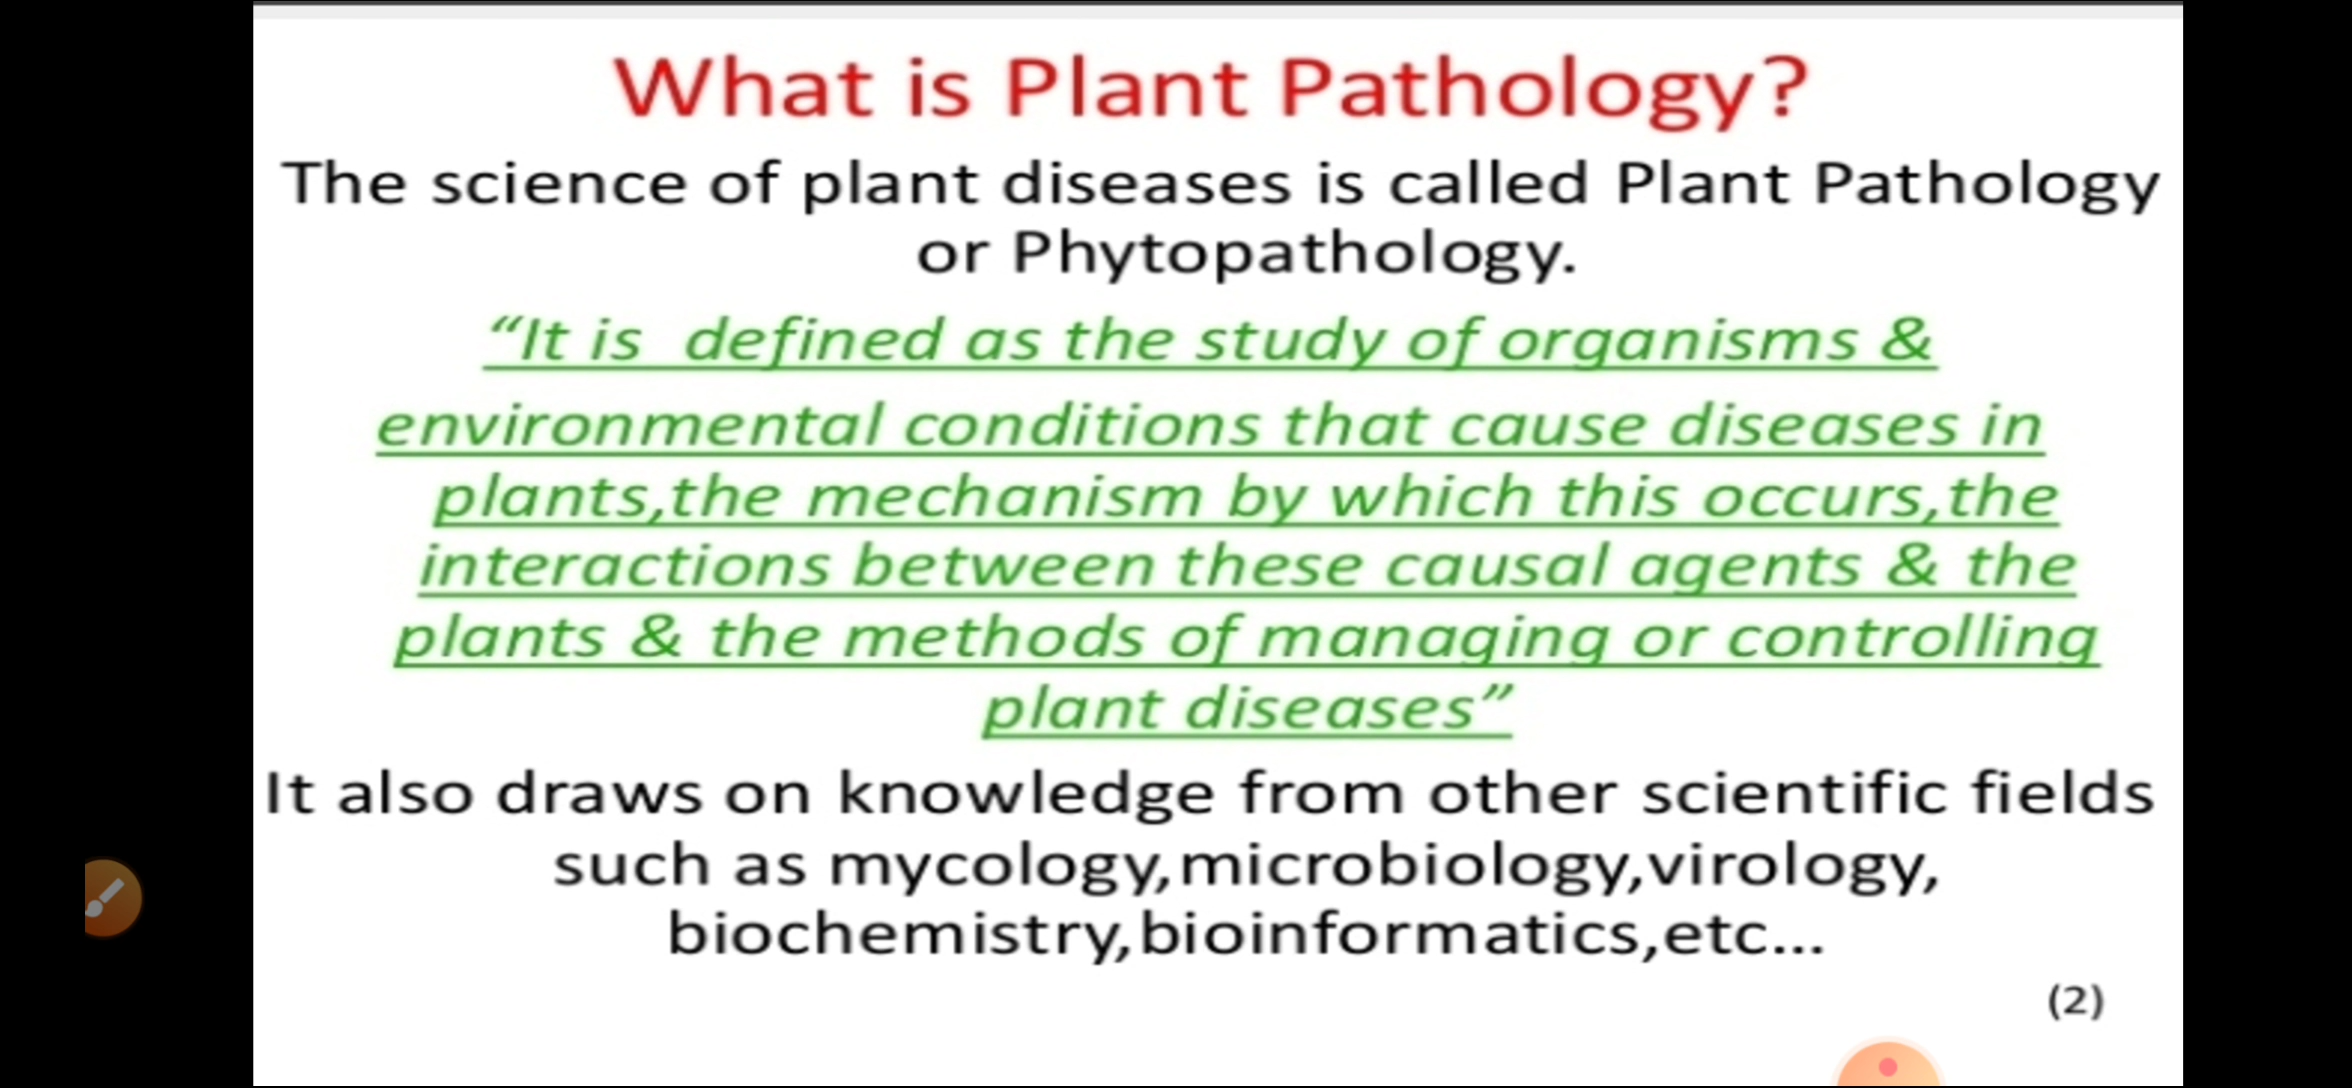 What is Plant Pathology?
The science of plant diseases is called Plant Pathology
or Phytopathology.
“It is  defined as the study of organisms &
environmental conditions that cause diseases in
plants,the mechanism by which this occurs,the
interactions between these causal agents & the
plants & the methods of managing or controlling
plant diseases”
It also draws on knowledge from other scientific fields
such as mycology,microbiology,virology,
biochemistry,bioinformatics,etc...
(2)